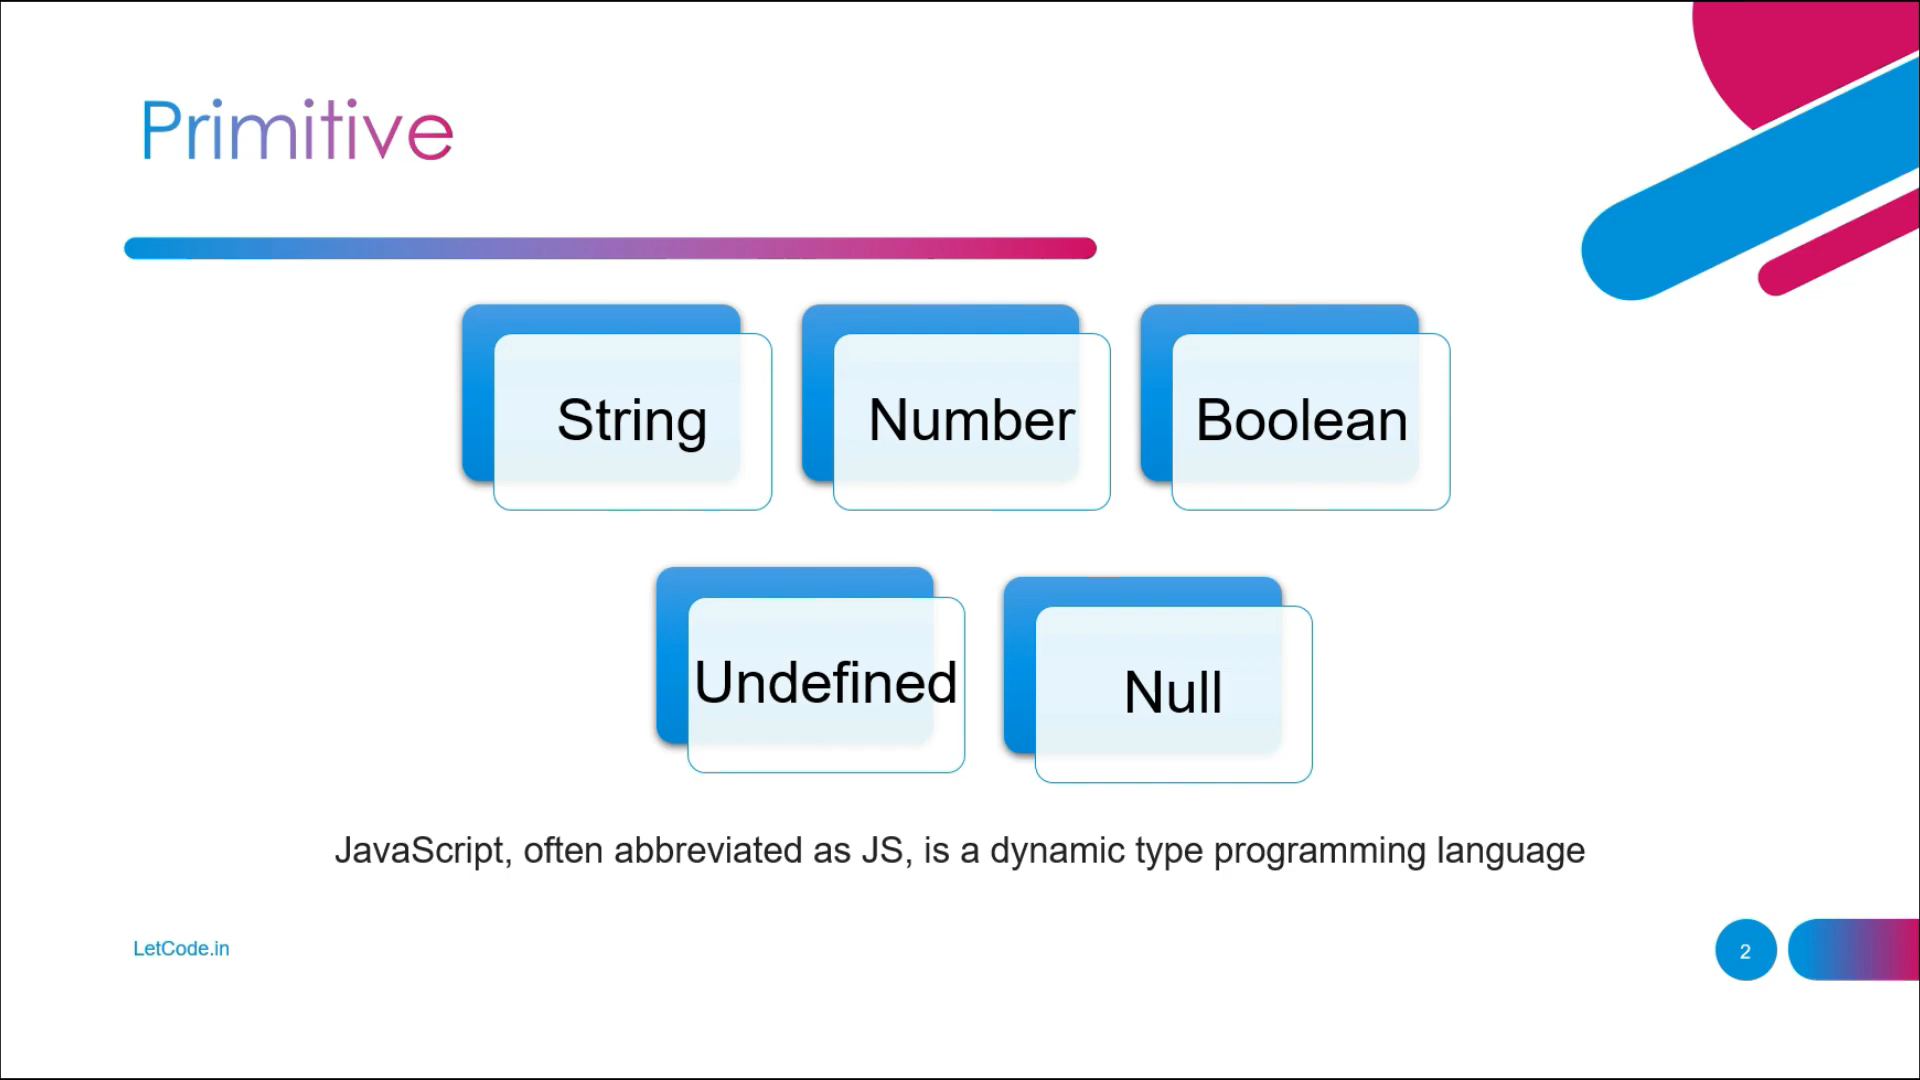 Primitive
String
Number
Boolean
Undefined
Null
JavaScript, often abbreviated as JS, is a dynamic type programming language
LetCode.in
2